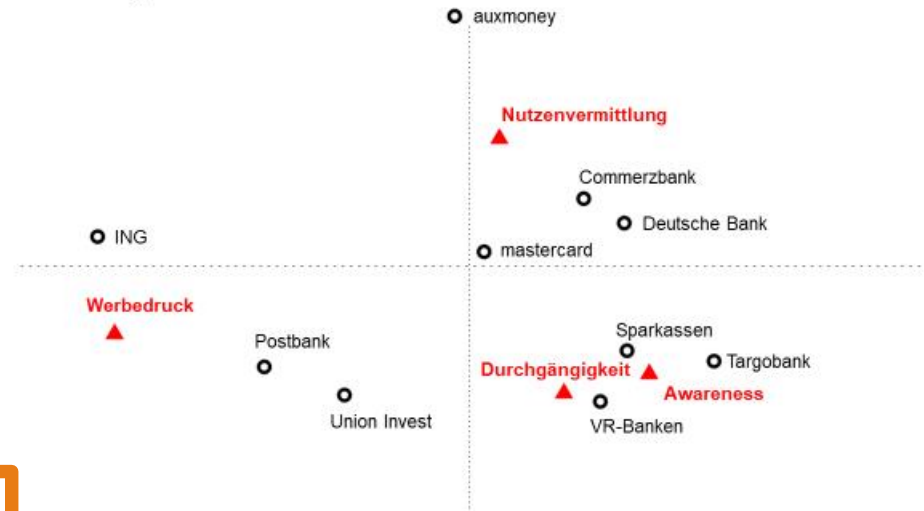 auxmoney
Nutzenvermittlung
Commerzbank
Deutsche Bank
ING
mastercard
Werbedruck
Postbank
Sparkassen
Targobank
Durchgängigkeit
Awareness
Union Invest
VR-Banken